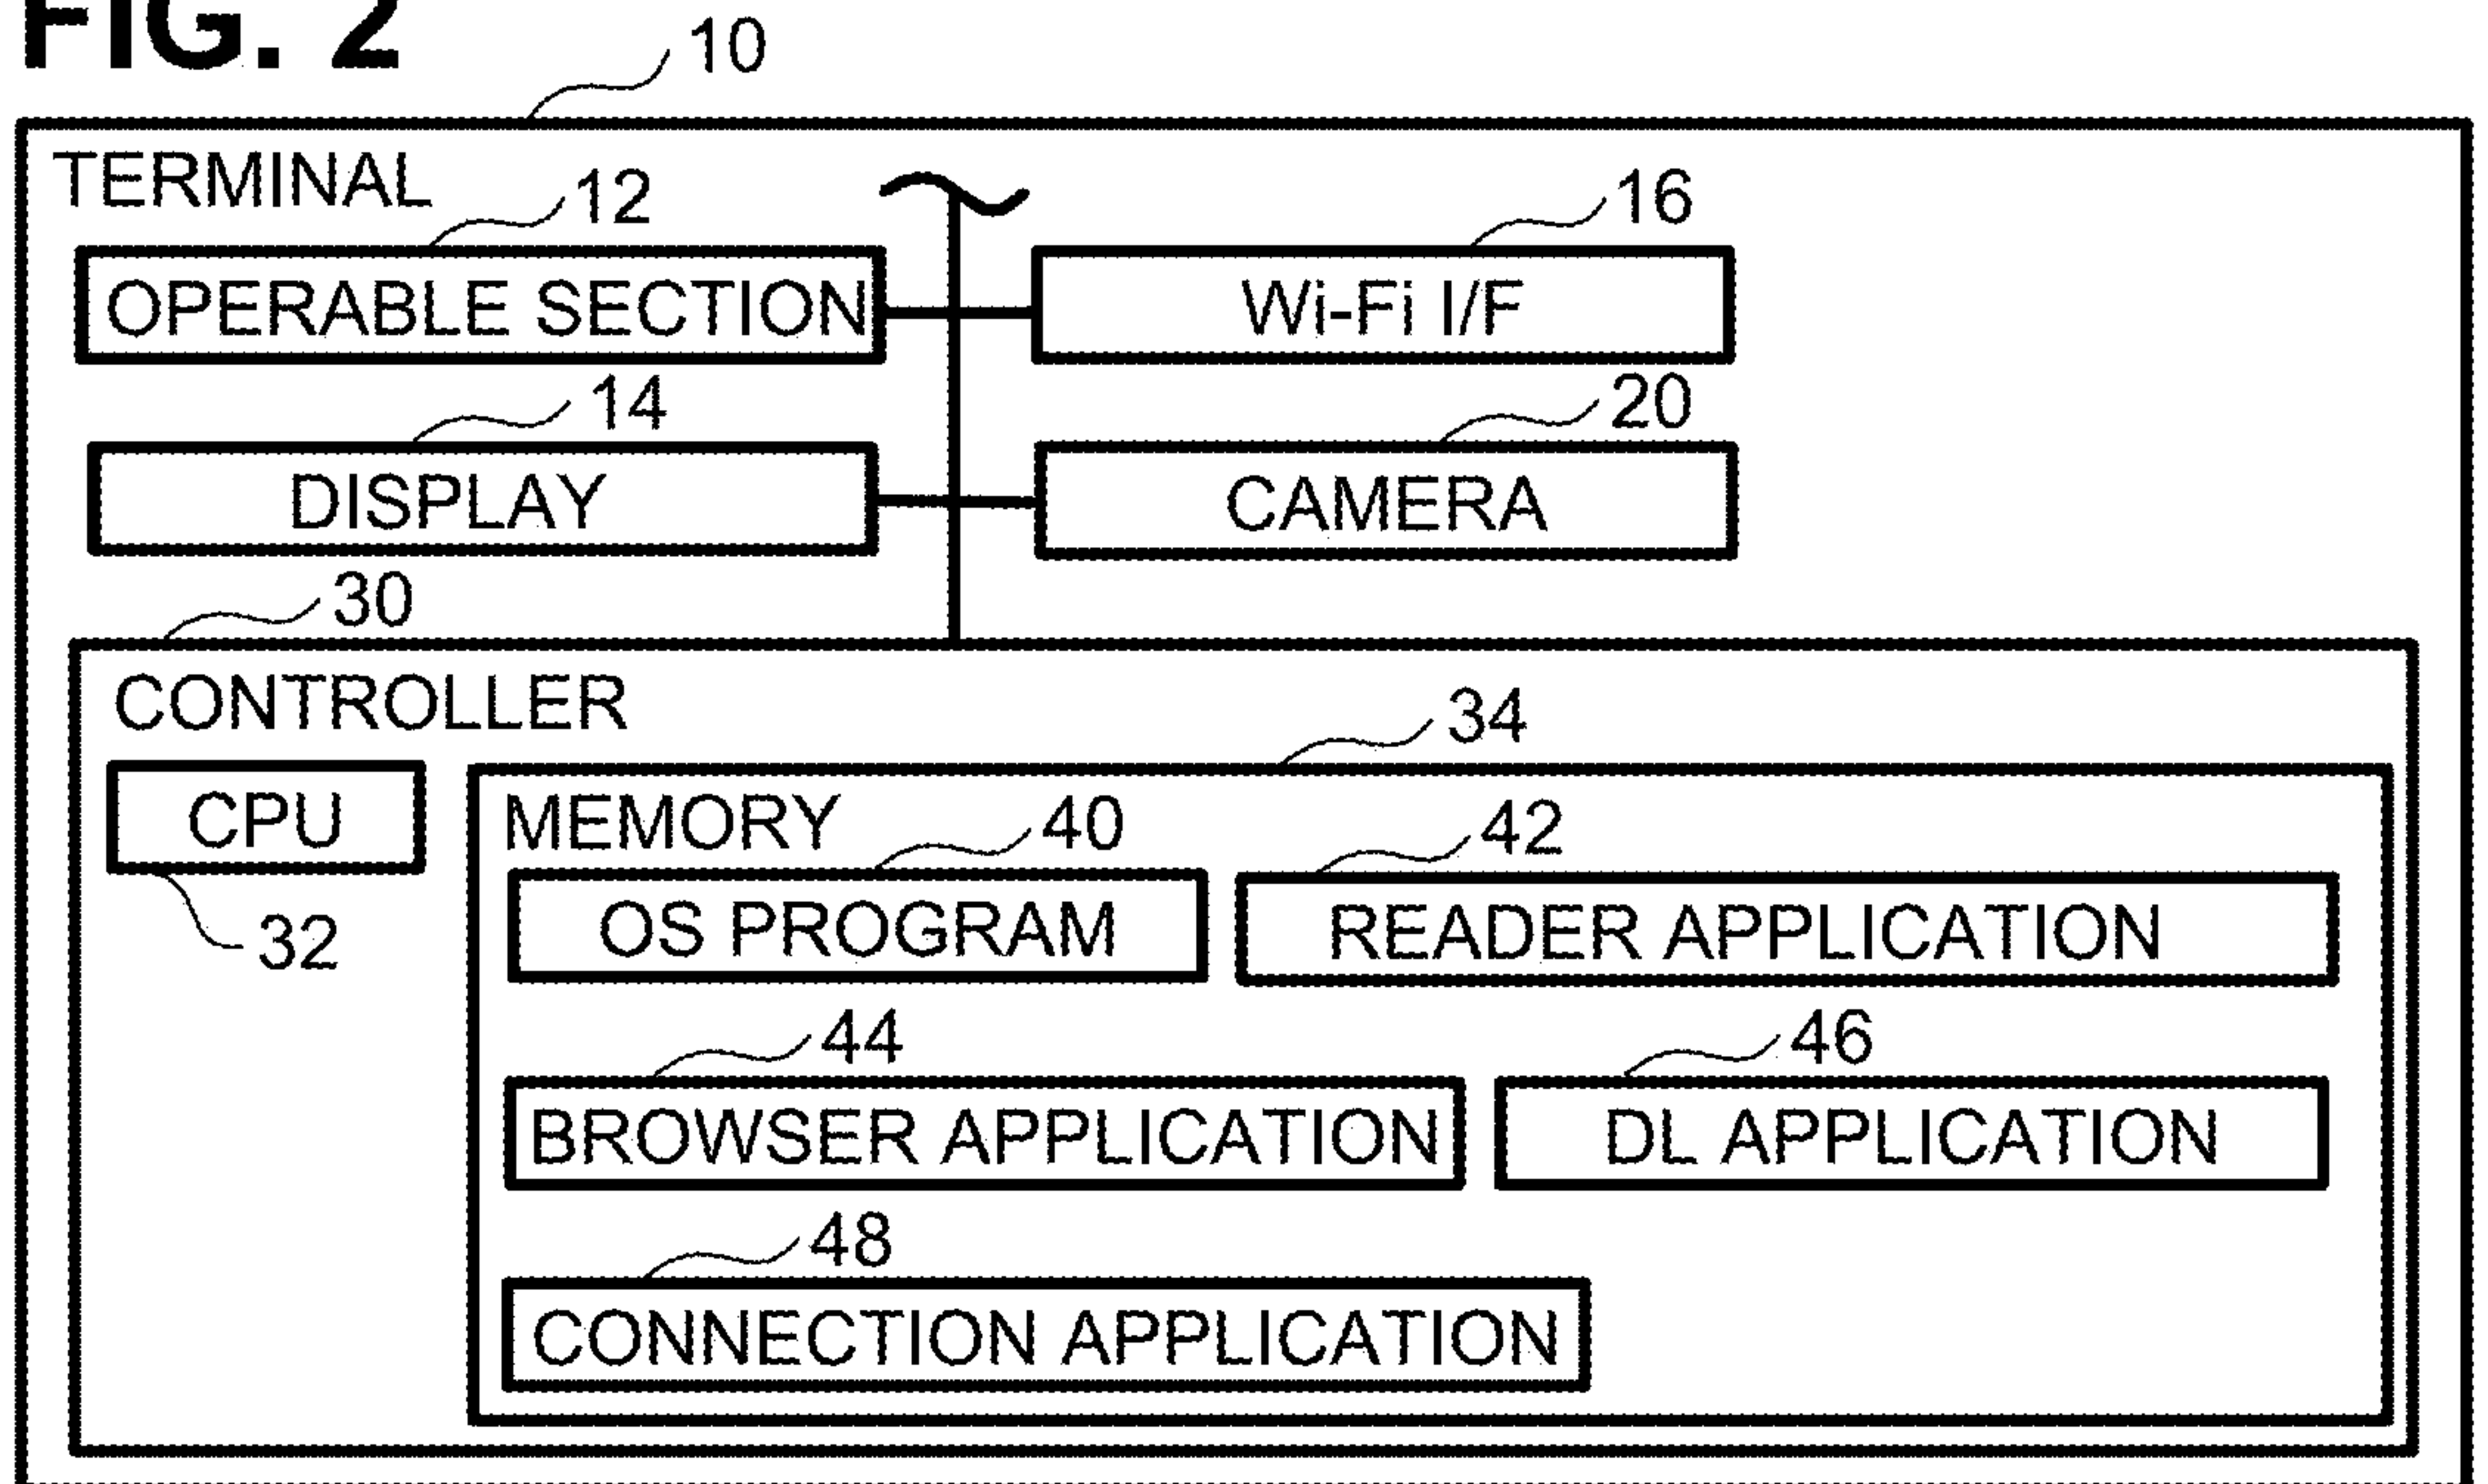 FIG. 2
10
TERMINAL
12
16
OPERABLE SECTION
Wi-Fi I/F
14
20
DISPLAY
CAMERA
30
CONTROLLER
34
CPU
MEMORY
40
42
32
OS PROGRAM
READER APPLICATION
44
46
BROWSER APPLICATION
DL APPLICATION
48
CONNECTION APPLICATION